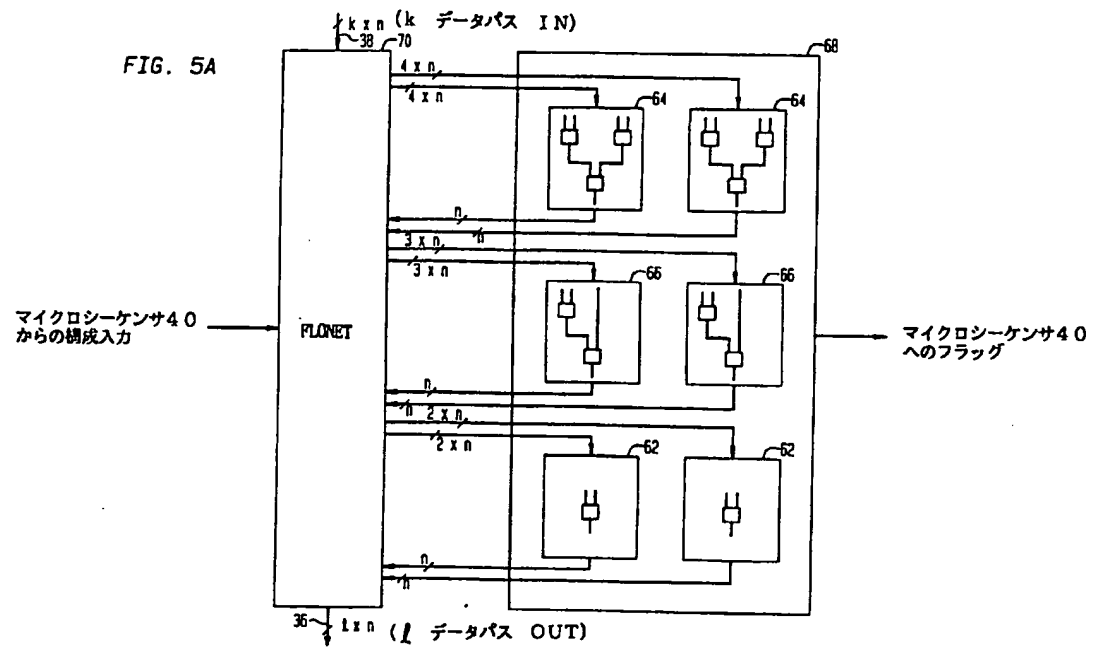 k x n (k データパス IN)
38
70
68
FIG. 5A
4 x n
4 x n
64
64
n
n
3 x n
3 x n
66
66
マイクロシーケンサ40
からの構成入力
FLONET
マイクロシーケンサ40
へのフラッグ
n
n
2 x n
2 x n
62
62
n
n
36
l x n (l データパス OUT)